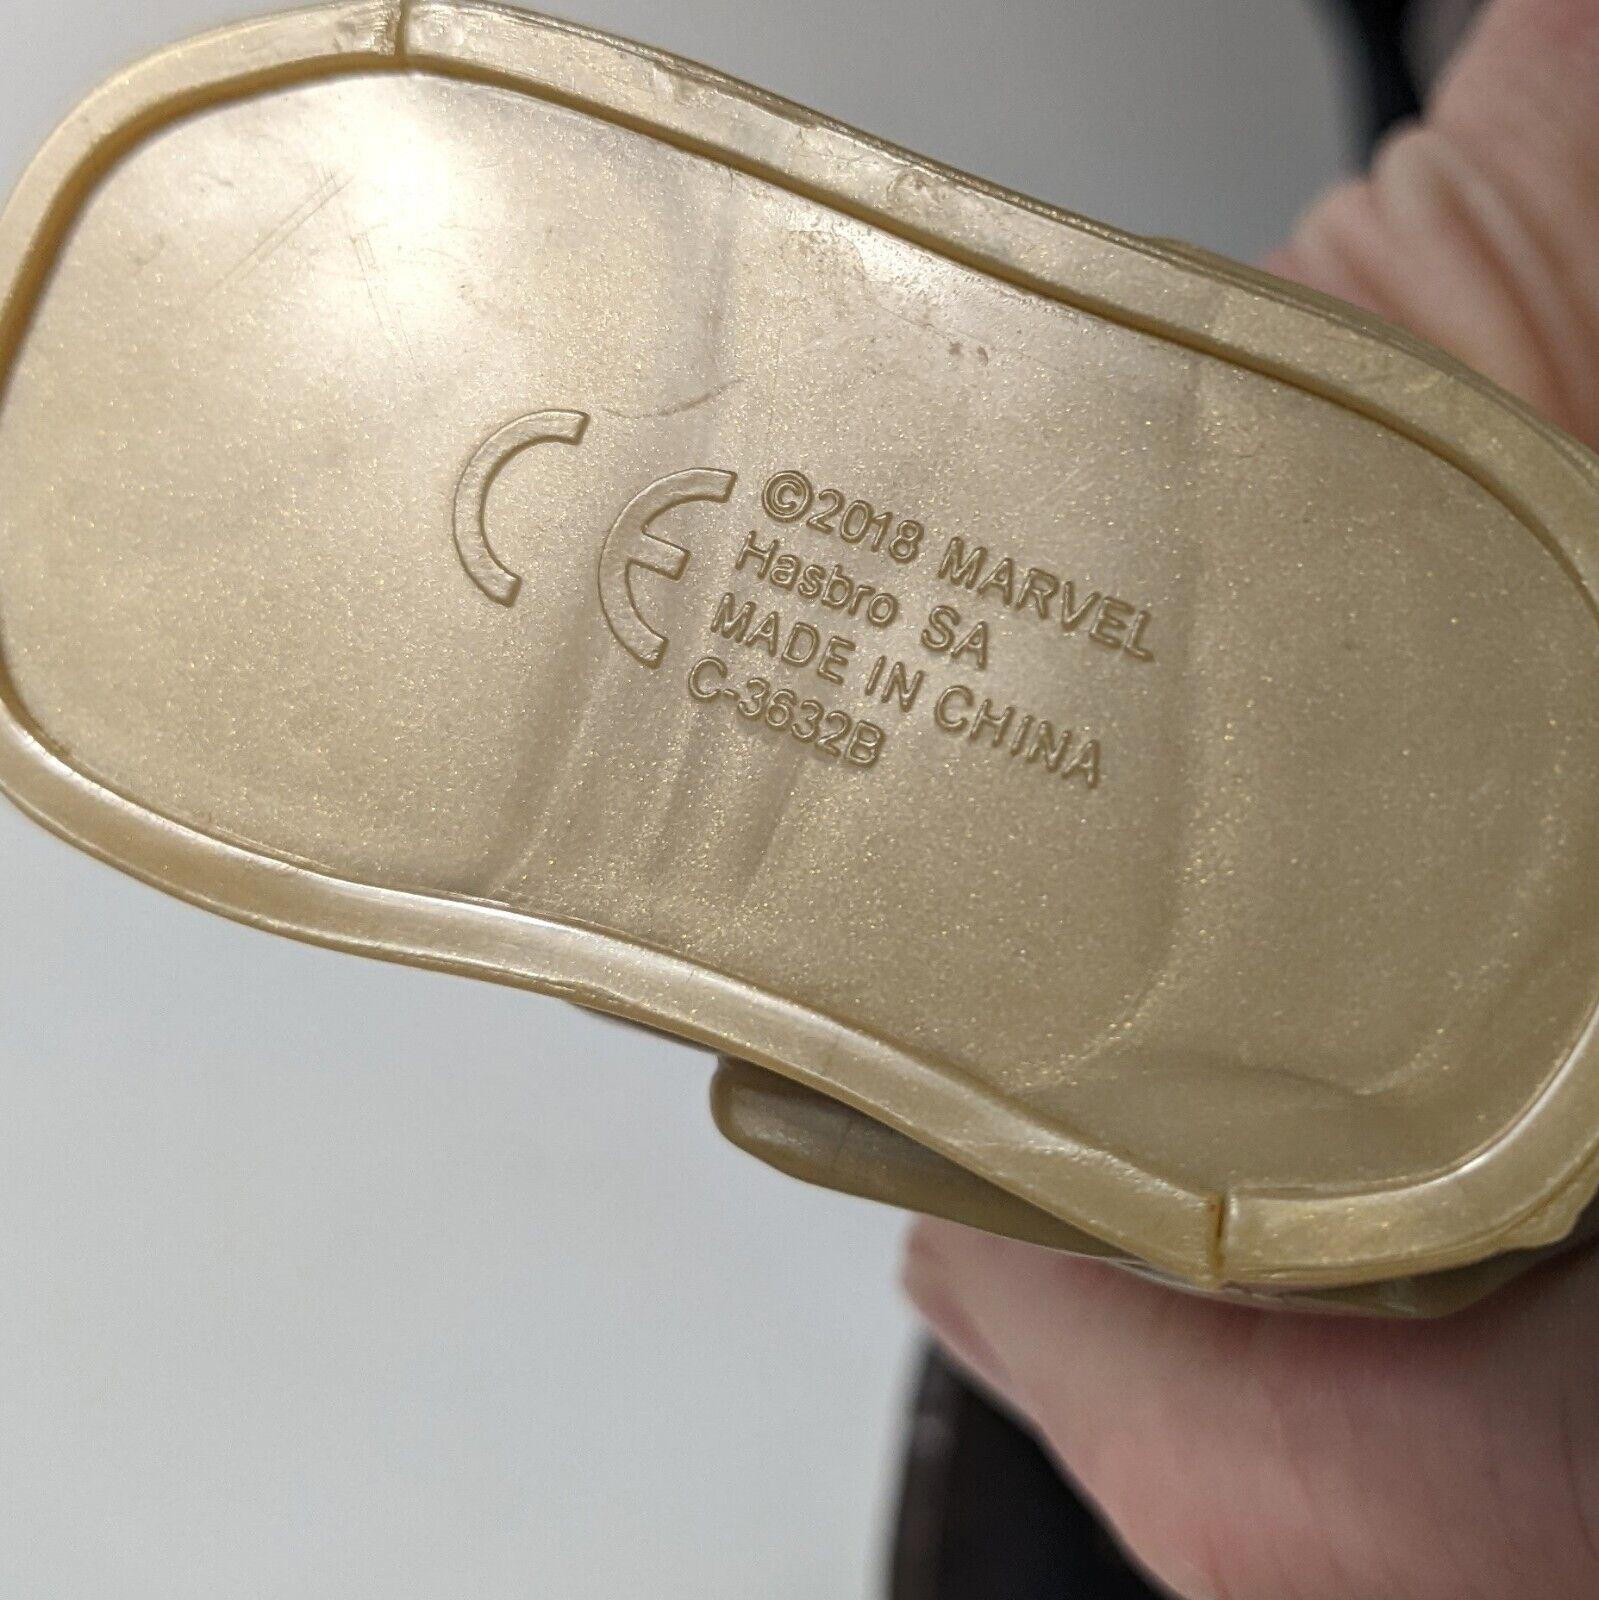 CE
©2018 MARVEL
Hasbro SA
MADE IN CHINA
C-3632B